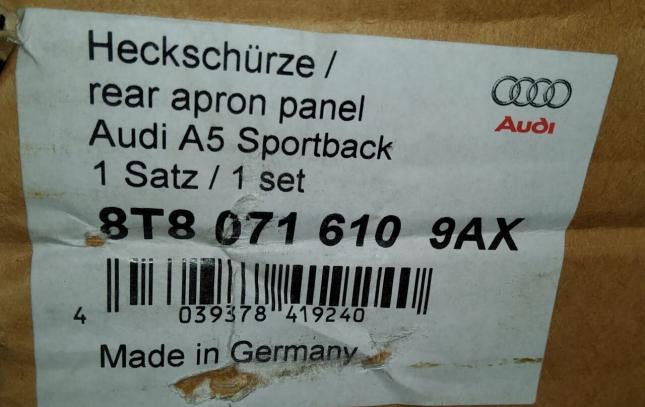 Heckschürze /
rear apron panel
Audi A5 Sportback
1 Satz / 1 set
8T8 071 610 9AX
4 039378 419240
Made in Germany
Audi